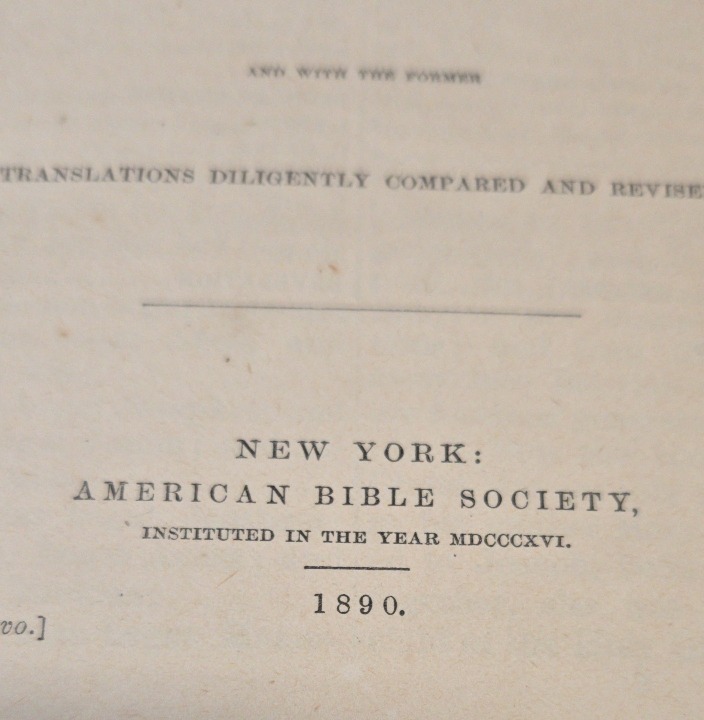 AND WITH THE FORMER
TRANSLATIONS DILIGENTLY COMPARED AND REVISE
NEW YORK:
AMERICAN BIBLE SOCIETY,
INSTITUTED IN THE YEAR MDCCCXVI.
1890.
vo.]